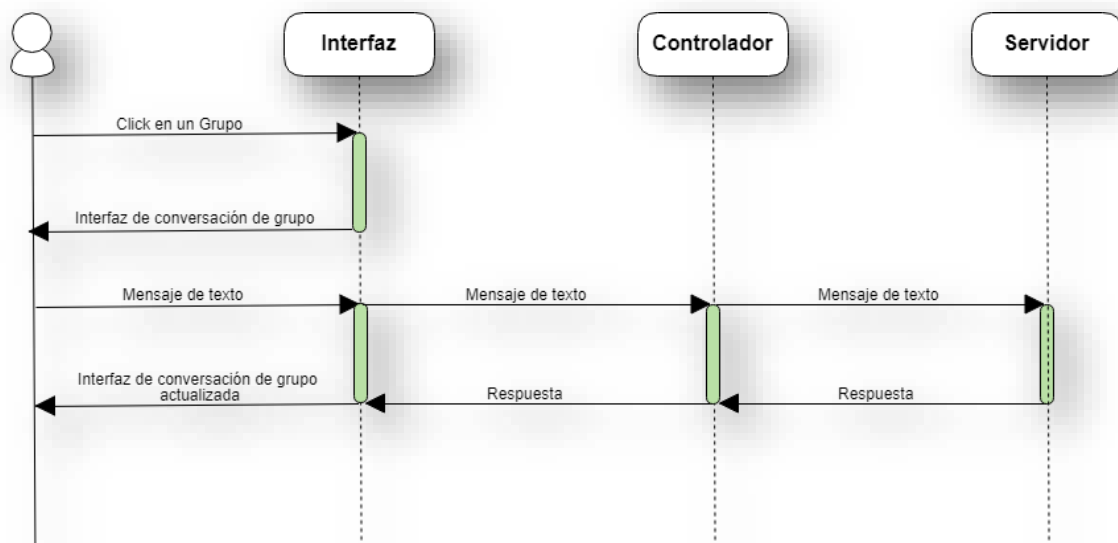 Interfaz
Controlador
Servidor
Click en un Grupo
Interfaz de conversación de grupo
Mensaje de texto
Mensaje de texto
Mensaje de texto
Interfaz de conversación de grupo
actualizada
Respuesta
Respuesta